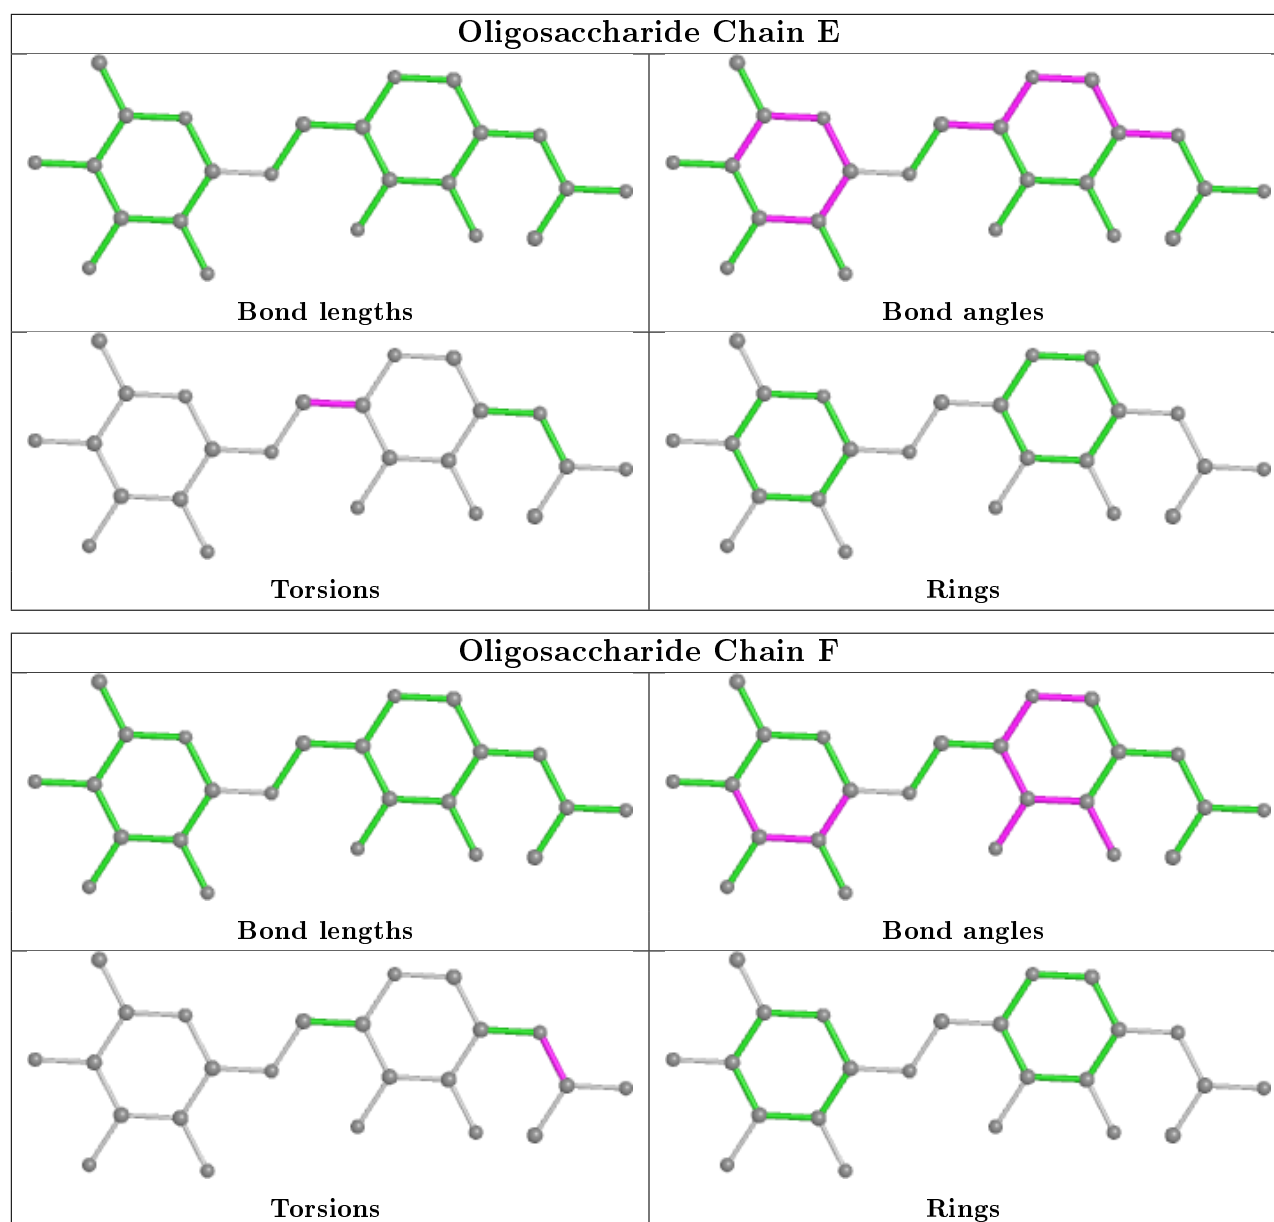 Oligosaccharide Chain E
Bond lengths
Bond angles
Torsions
Rings
Oligosaccharide Chain F
Bond lengths
Bond angles
Torsions
Rings